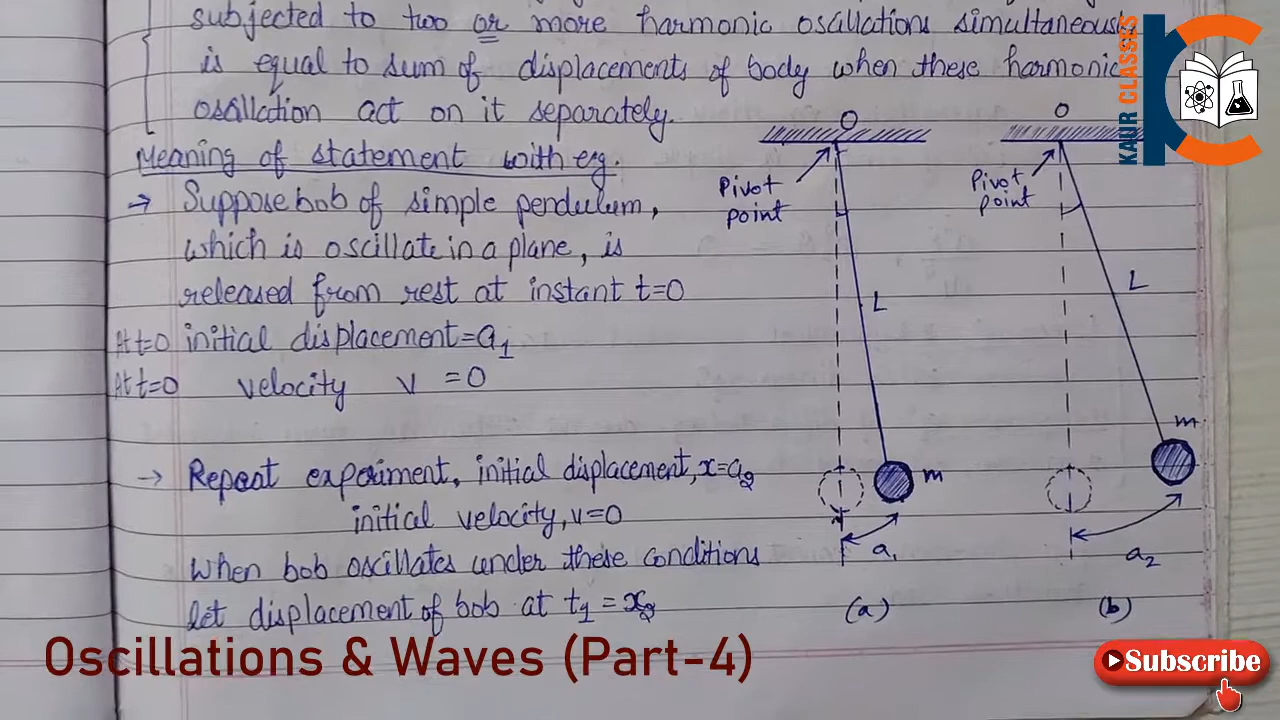 subjected to two or more harmonic oscillations simultaneously
is equal to sum of displacements of body when these harmonic
oscillation act on it separately.
Meaning of statement with eg.
→ Suppose bob of simple pendulum,
which is oscillate in a plane, is
released from rest at instant t=0
At t=0 initial displacement=a1
At t=0 velocity v = 0
→ Repeat experiment, initial displacement, x=a2
initial velocity, v=0
When bob oscillates under these conditions
let displacement of bob at t1 = x2
O
Pivot
point
L
m
a1
(a)
O
Pivot
point
L
m
a2
(b)
KAUR CLASSES
Oscillations & Waves (Part-4)
Subscribe